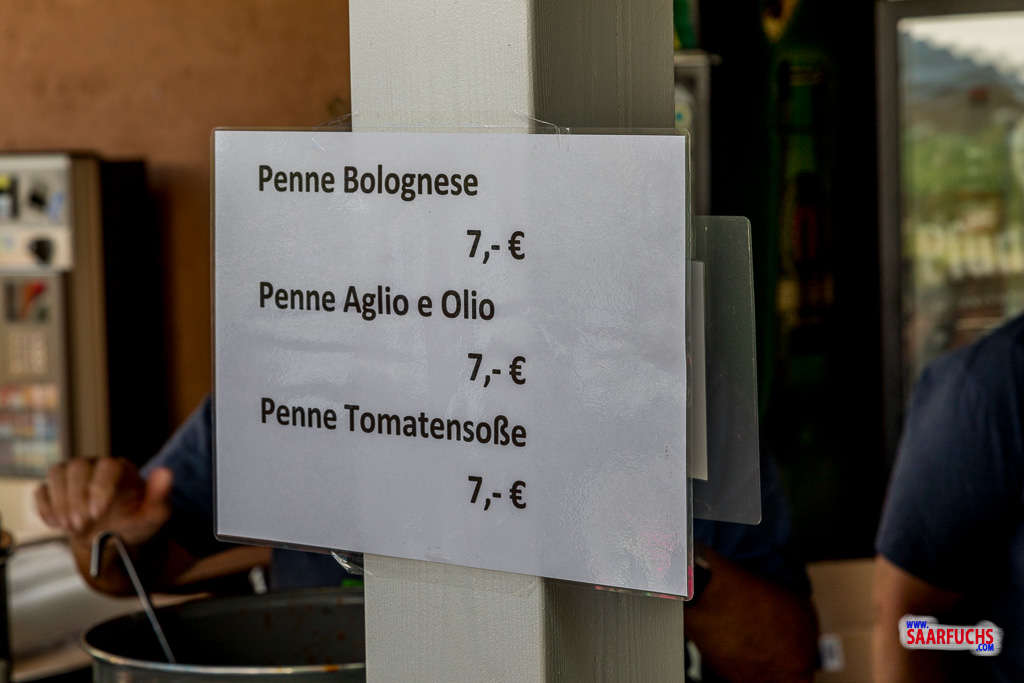 Penne Bolognese
7,- €
Penne Aglio e Olio
7,- €
Penne Tomatensoße
7,- €
WWW.
SAARFUCHS
.COM